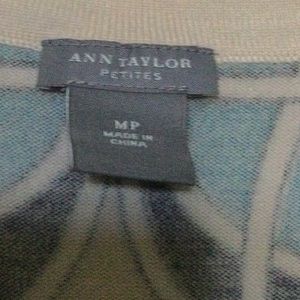 ANN TAYLOR
PETITES
MP
MADE IN
CHINA